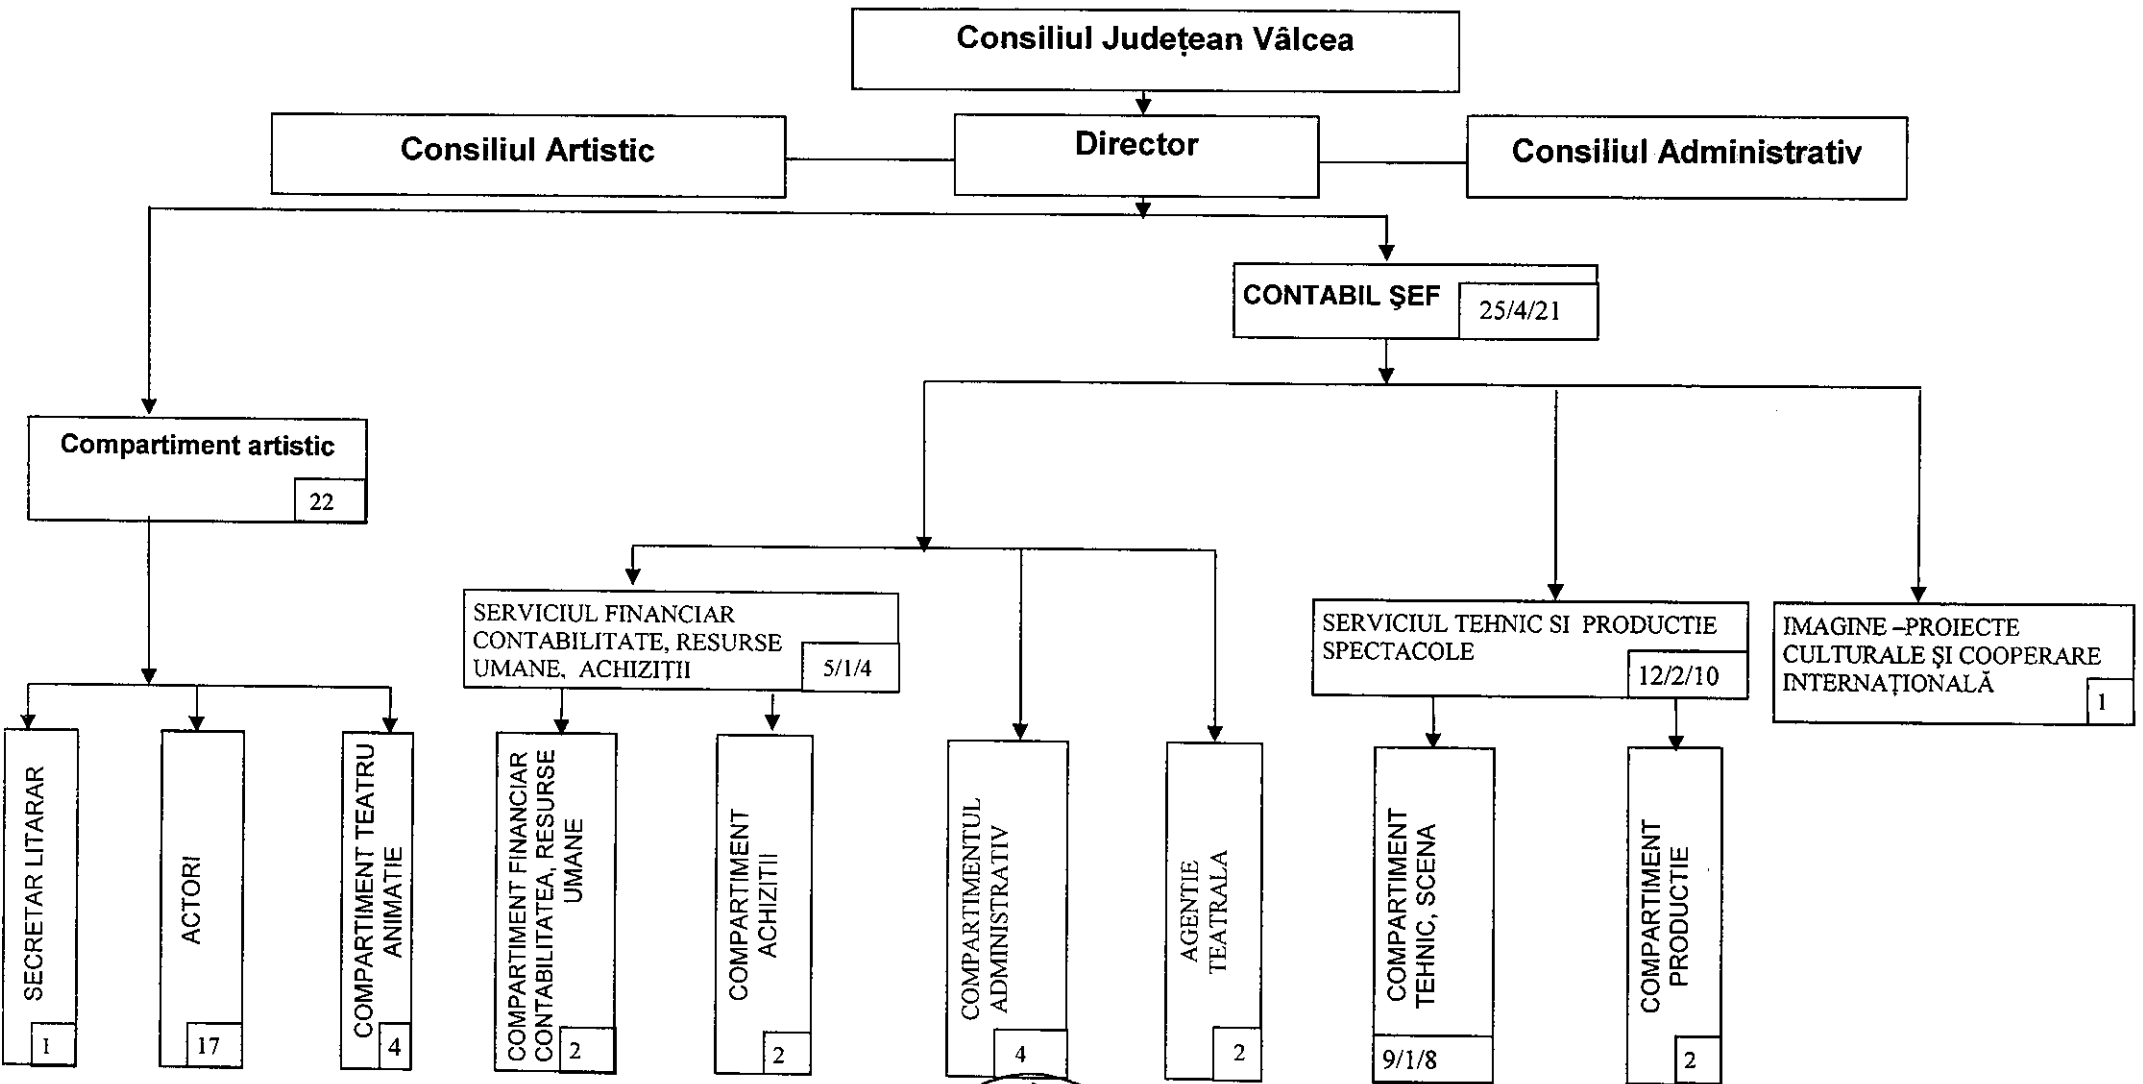 Consiliul Județean Vâlcea
Consiliul Artistic
Director
Consiliul Administrativ
CONTABIL ŞEF
25/4/21
Compartiment artistic
22
SERVICIUL FINANCIAR
CONTABILITATE, RESURSE
UMANE, ACHIZIȚII
5/1/4
SERVICIUL TEHNIC SI PRODUCTIE
SPECTACOLE
12/2/10
IMAGINE –PROIECTE
CULTURALE ŞI COOPERARE
INTERNAȚIONALĂ
1
SECRETAR LITARAR
1
ACTORI
17
COMPARTIMENT TEATRU
ANIMATIE
4
COMPARTIMENT FINANCIAR
CONTABILITATEA, RESURSE
UMANE
2
COMPARTIMENT
ACHIZITII
2
COMPARTIMENTUL
ADMINISTRATIV
4
AGENTIE
TEATRALA
2
COMPARTIMENT
TEHNIC, SCENA
9/1/8
COMPARTIMENT
PRODUCTIE
2